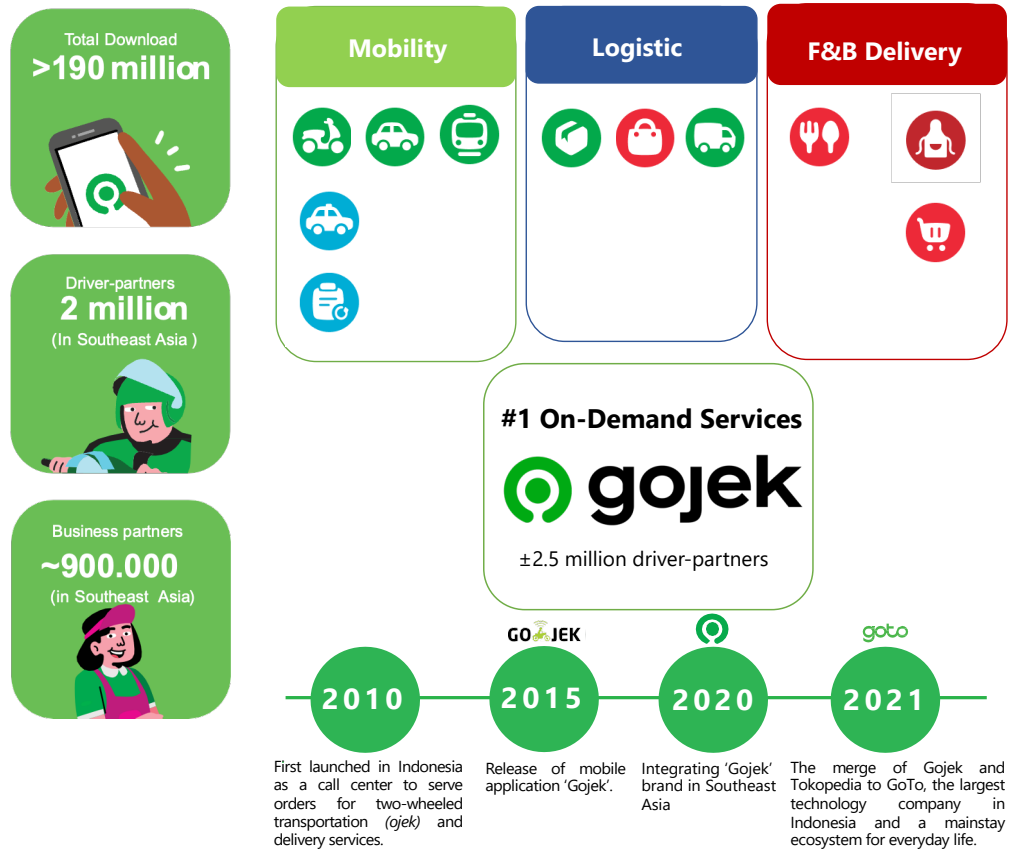 Total Download
>190 million
Driver-partners
2 million
(In Southeast Asia )
Business partners
~900.000
(in Southeast Asia)
Mobility
Logistic
F&B Delivery
#1 On-Demand Services
gojek
±2.5 million driver-partners
GO JEK
goto
2010
2015
2020
2021
First launched in Indonesia
as a call center to serve
orders for two-wheeled
transportation (ojek) and
delivery services.
Release of mobile
application 'Gojek'.
Integrating 'Gojek'
brand in Southeast
Asia
The merge of Gojek and
Tokopedia to GoTo, the largest
technology company in
Indonesia and a mainstay
ecosystem for everyday life.